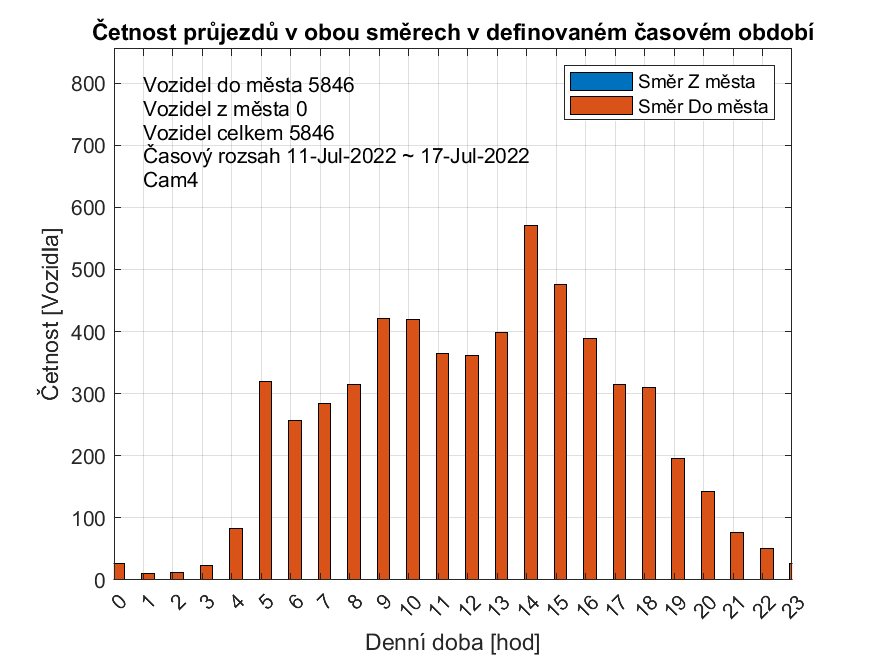 Četnost průjezdů v obou směrech v definovaném časovém období
Vozidel do města 5846
Vozidel z města 0
Vozidel celkem 5846
Časový rozsah 11-Jul-2022 ~ 17-Jul-2022
Cam4
Směr Z města
Směr Do města
Četnost [Vozidla]
800
700
600
500
400
300
200
100
0
0 1 2 3 4 5 6 7 8 9 10 11 12 13 14 15 16 17 18 19 20 21 22 23
Denní doba [hod]